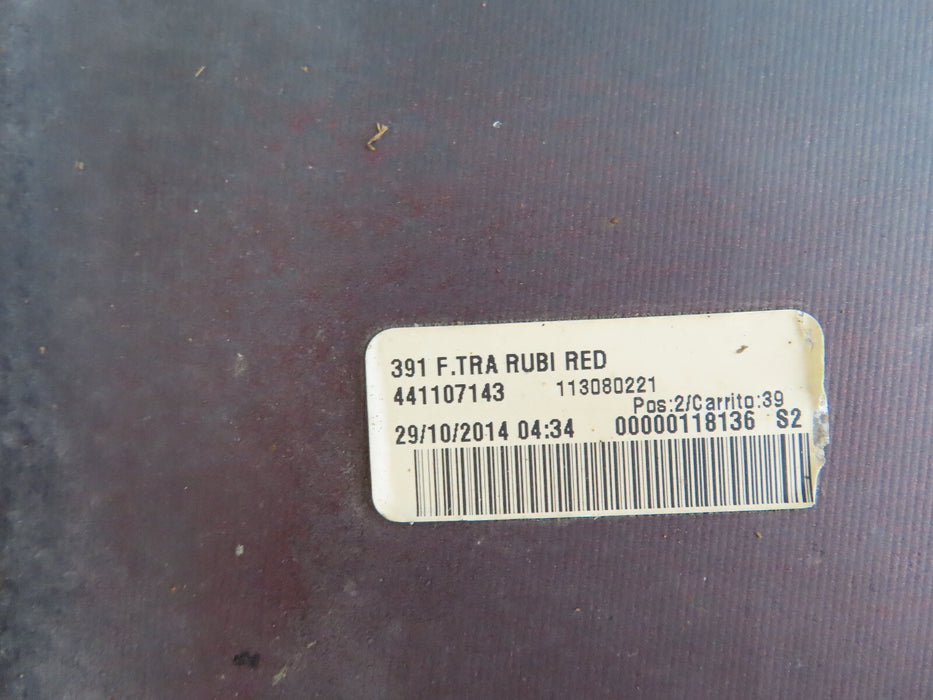 391 F.TRA RUBI RED
441107143 113080221
Pos:2/Carrito:39
29/10/2014 04:34 00000118136 S2